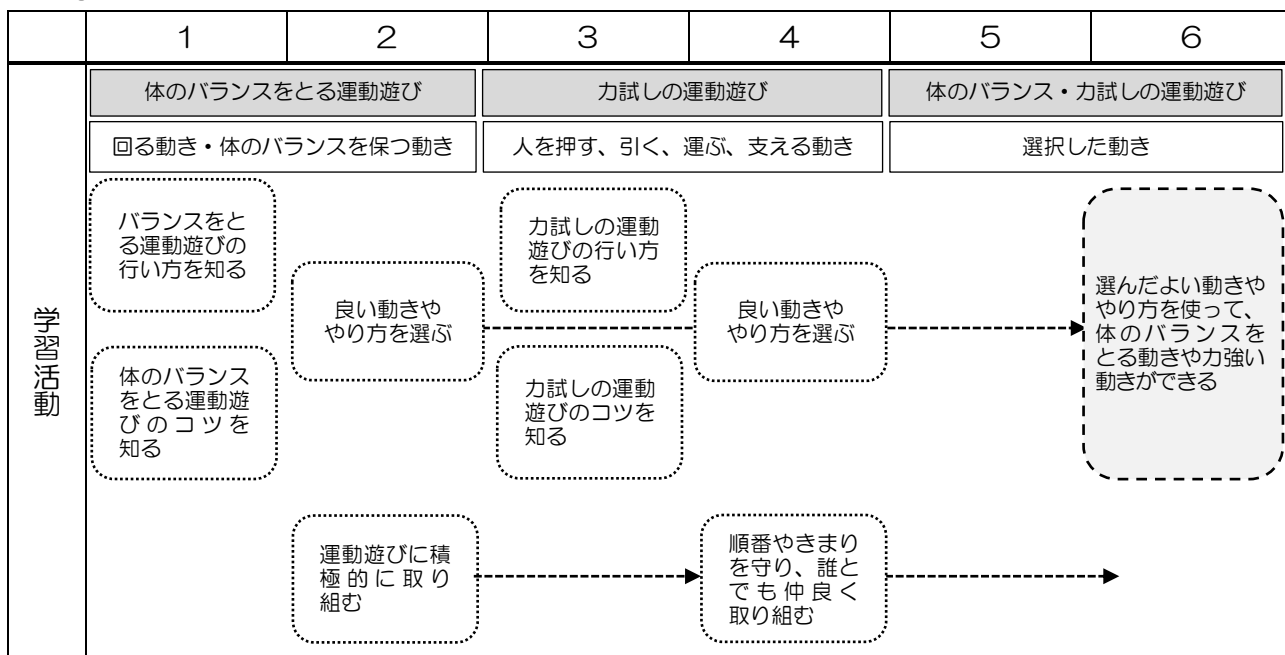 1
2
3
4
5
6
体のバランスをとる運動遊び
力試しの運動遊び
体のバランス・力試しの運動遊び
回る動き・体のバランスを保つ動き
人を押す、引く、運ぶ、支える動き
選択した動き
学習活動
バランスをと
る運動遊びの
行い方を知る
体のバランス
をとる運動遊
びのコツを
知る
良い動きや
やり方を選ぶ
力試しの運動
遊びの行い方
を知る
力試しの運動
遊びのコツを
知る
良い動きや
やり方を選ぶ
選んだよい動きや
やり方を使って、
体のバランスを
とる動きや力強い
動きができる
運動遊びに積
極的に取り
組む
順番やきまり
を守り、誰と
でも仲良く
取り組む